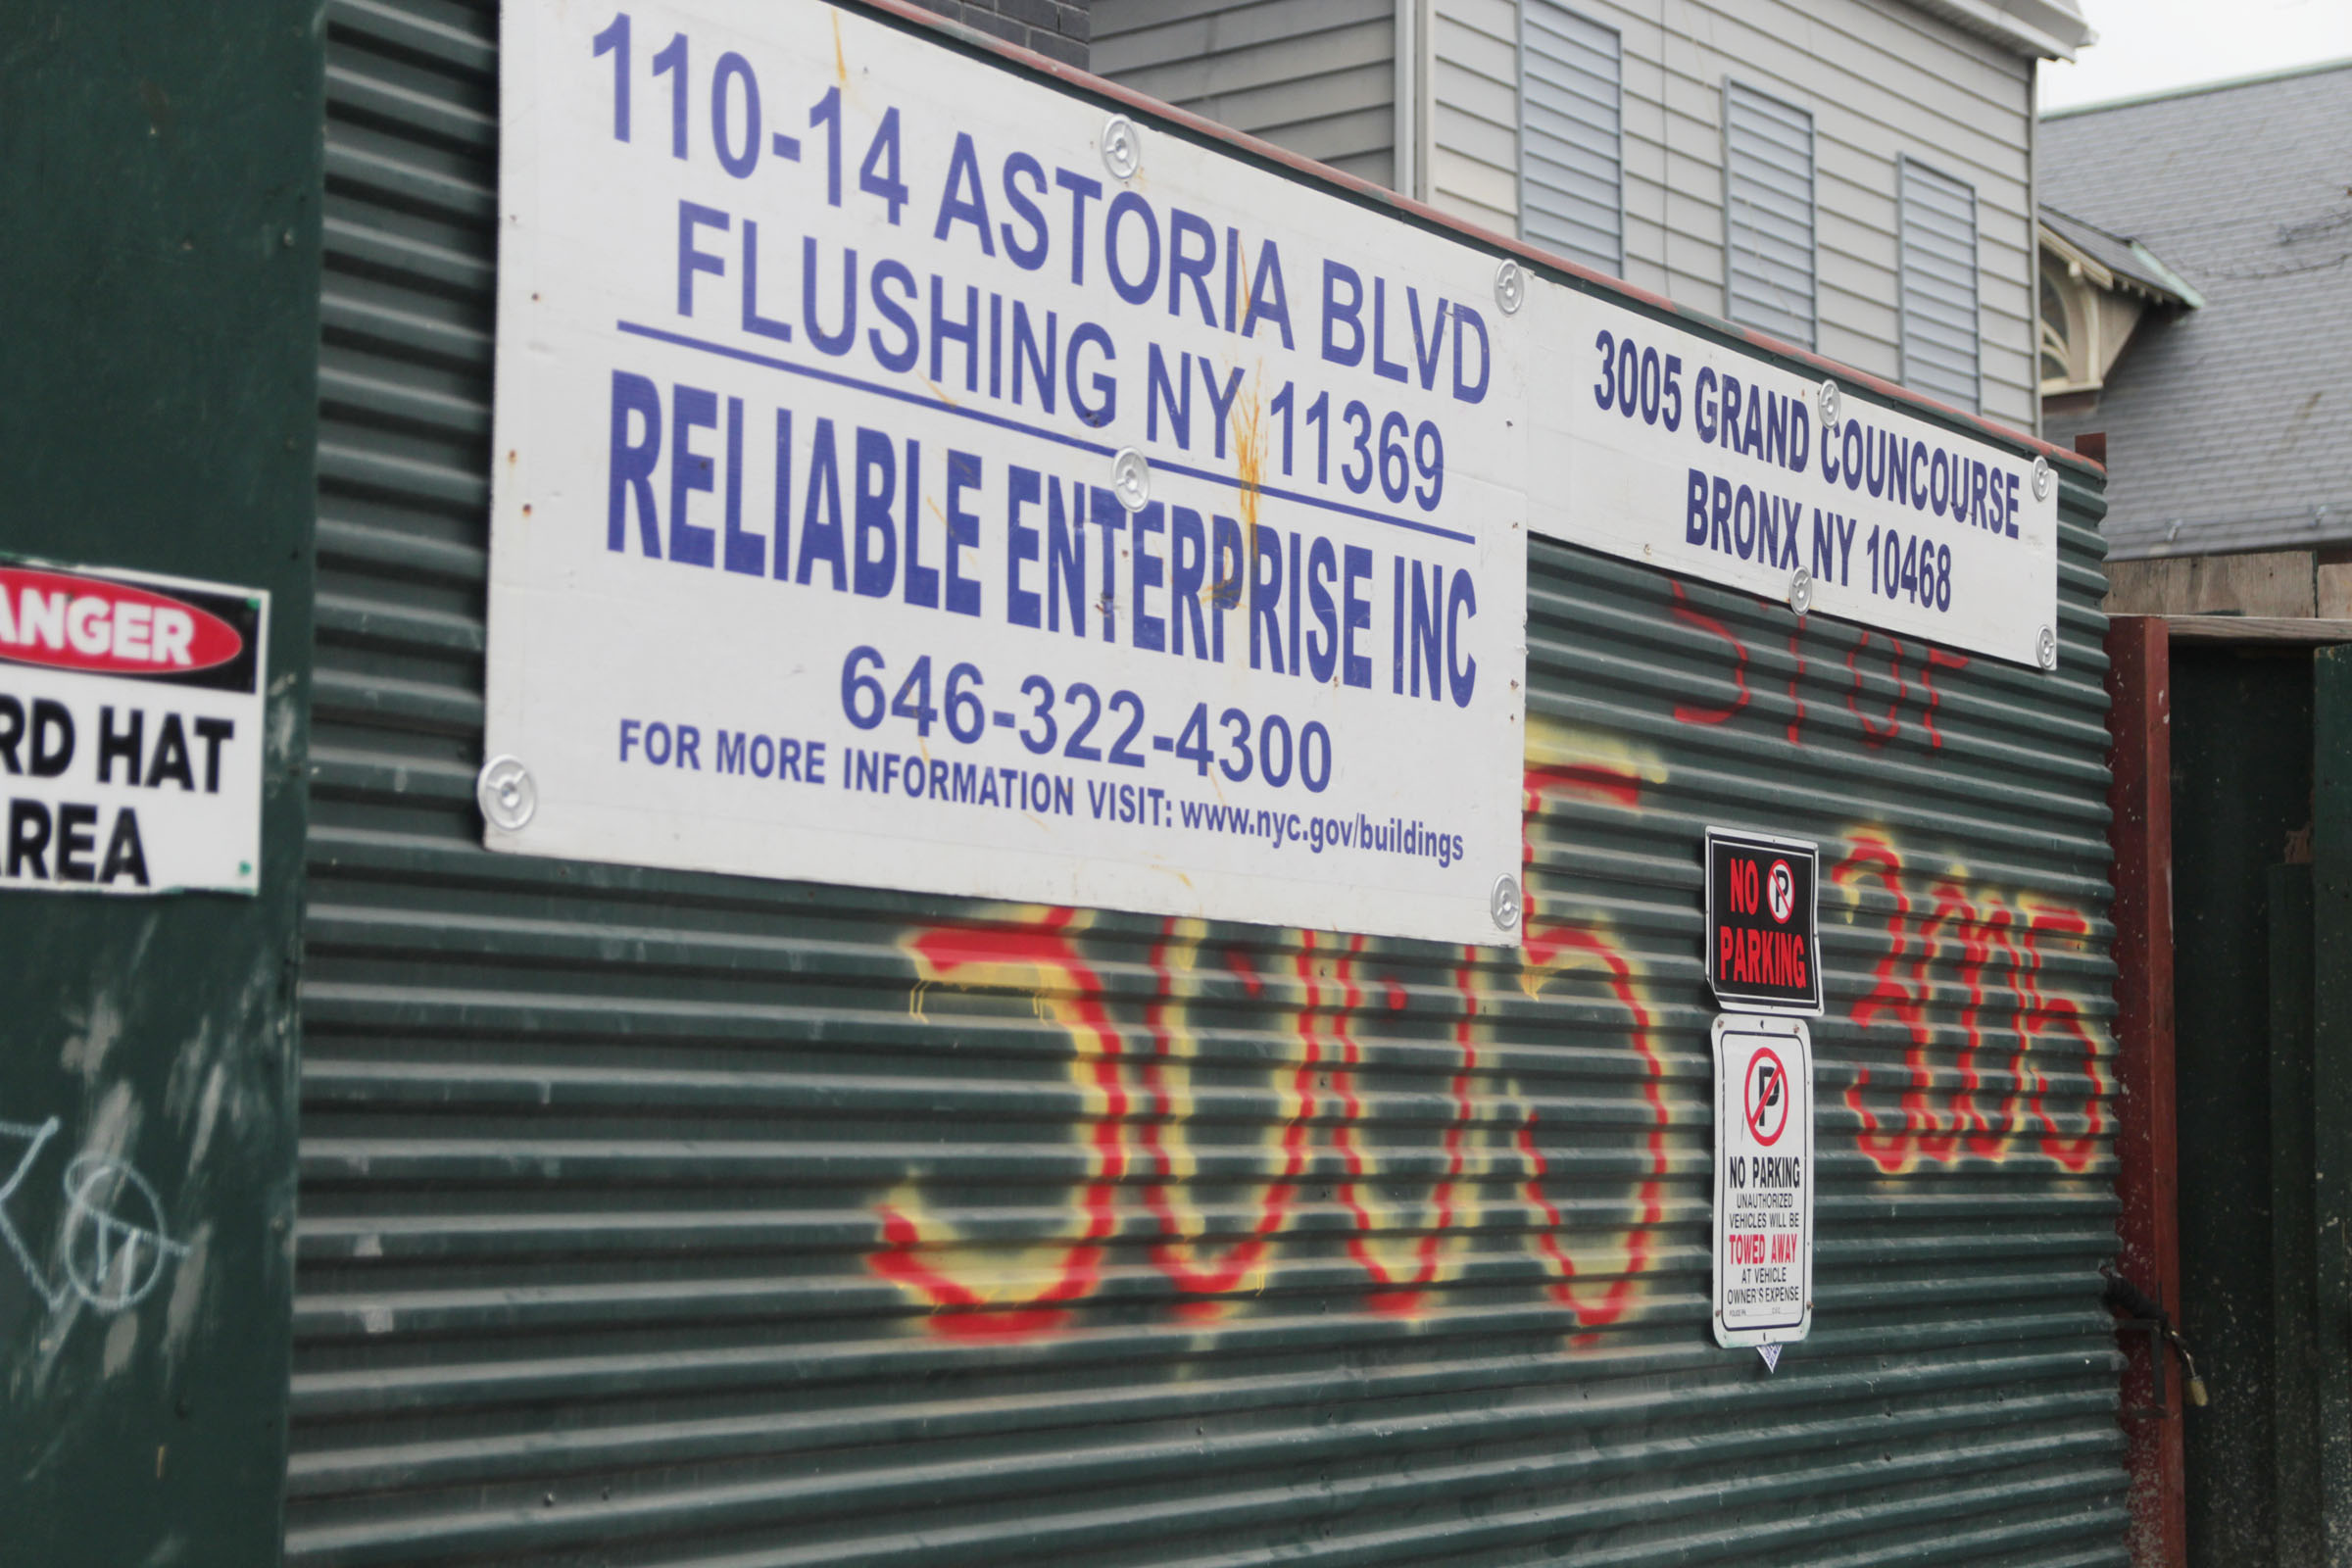 110-14 ASTORIA BLVD
FLUSHING NY 11369
RELIABLE ENTERPRISE INC
646-322-4300
FOR MORE INFORMATION VISIT: www.nyc.gov/buildings
3005 GRAND COUNCOURSE
BRONX NY 10468
ANGER
RD HAT
AREA
STOP
3005
NO P
PARKING
3005
P
NO PARKING
UNAUTHORIZED
VEHICLES WILL BE
TOWED AWAY
AT VEHICLE
OWNER'S EXPENSE